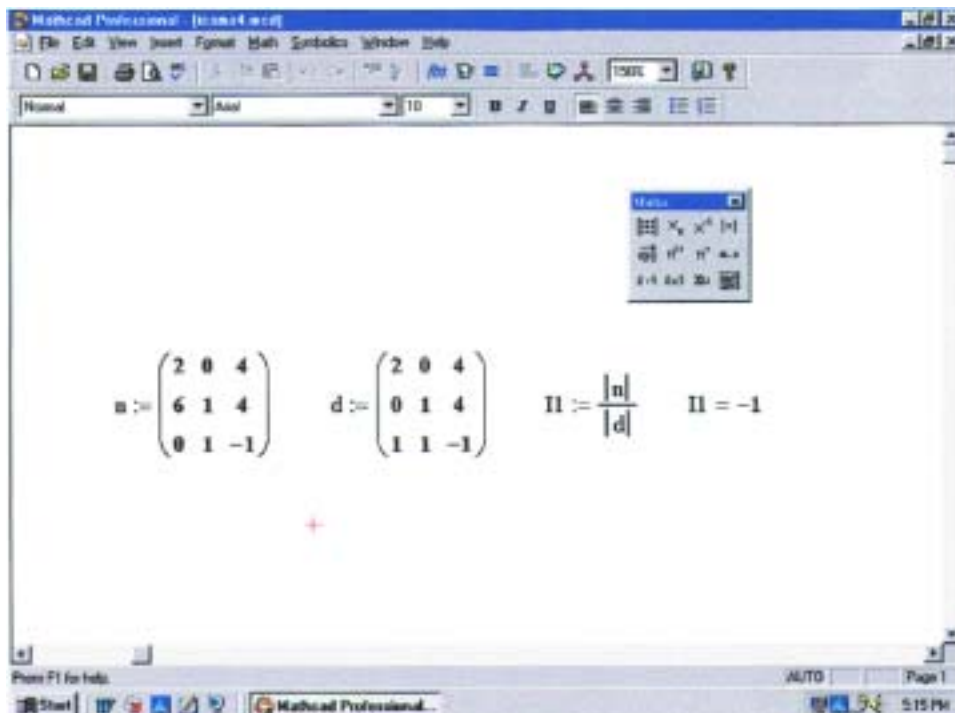 Mathcad Professional - [
File Edit View Insert Format Math Symbolics Window Help
150%
Normal Arial 10 B I U
Matrix
n := ( 2 0 4
6 1 4
0 1 −1 )
d := ( 2 0 4
0 1 4
1 1 −1 )
I1 := |n| / |d|
I1 = −1
Press F1 for help.
AUTO Page 1
Start Mathcad Professional... 5:15 PM